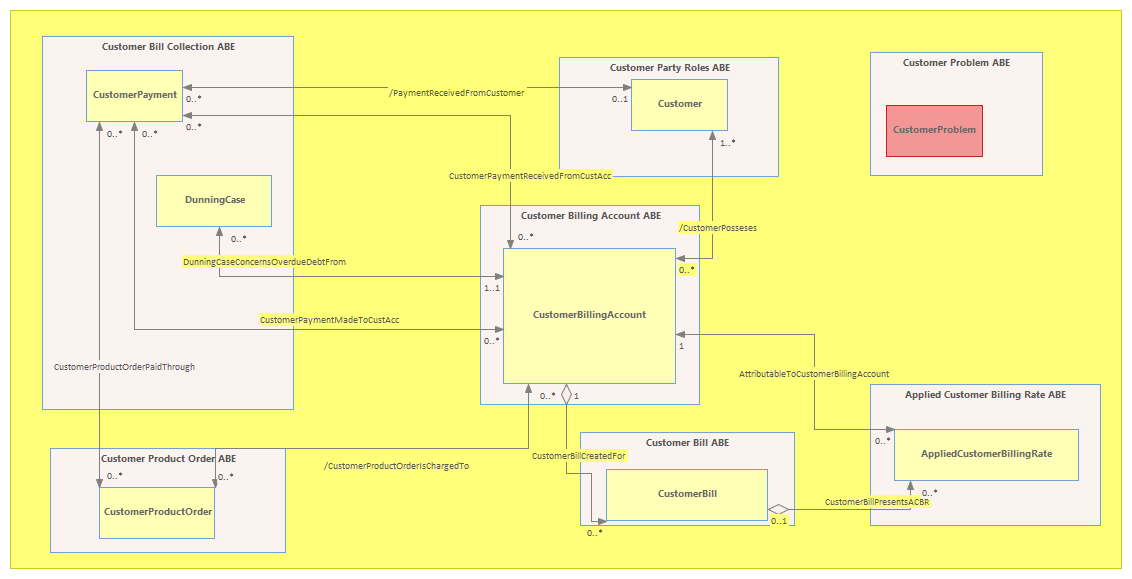 Customer Bill Collection ABE
Customer Party Roles ABE
Customer Problem ABE
CustomerPayment
0..*
/PaymentReceivedFromCustomer
0..1
Customer
0..*
0..*
0..*
1..*
CustomerProblem
CustomerPaymentReceivedFromCustAcc
DunningCase
0..*
Customer Billing Account ABE
/CustomerPosseses
0..*
DunningCaseConcernsOverdueDebtFrom
0..*
1..1
CustomerBillingAccount
CustomerPaymentMadeToCustAcc
0..*
1
CustomerProductOrderPaidThrough
AttributableToCustomerBillingAccount
0..*
1
Applied Customer Billing Rate ABE
0..*
AppliedCustomerBillingRate
Customer Product Order ABE
/CustomerProductOrderIsChargedTo
CustomerBillCreatedFor
Customer Bill ABE
0..*
0..*
CustomerBill
0..*
CustomerBillPresentsACBR
CustomerProductOrder
0..1
0..*